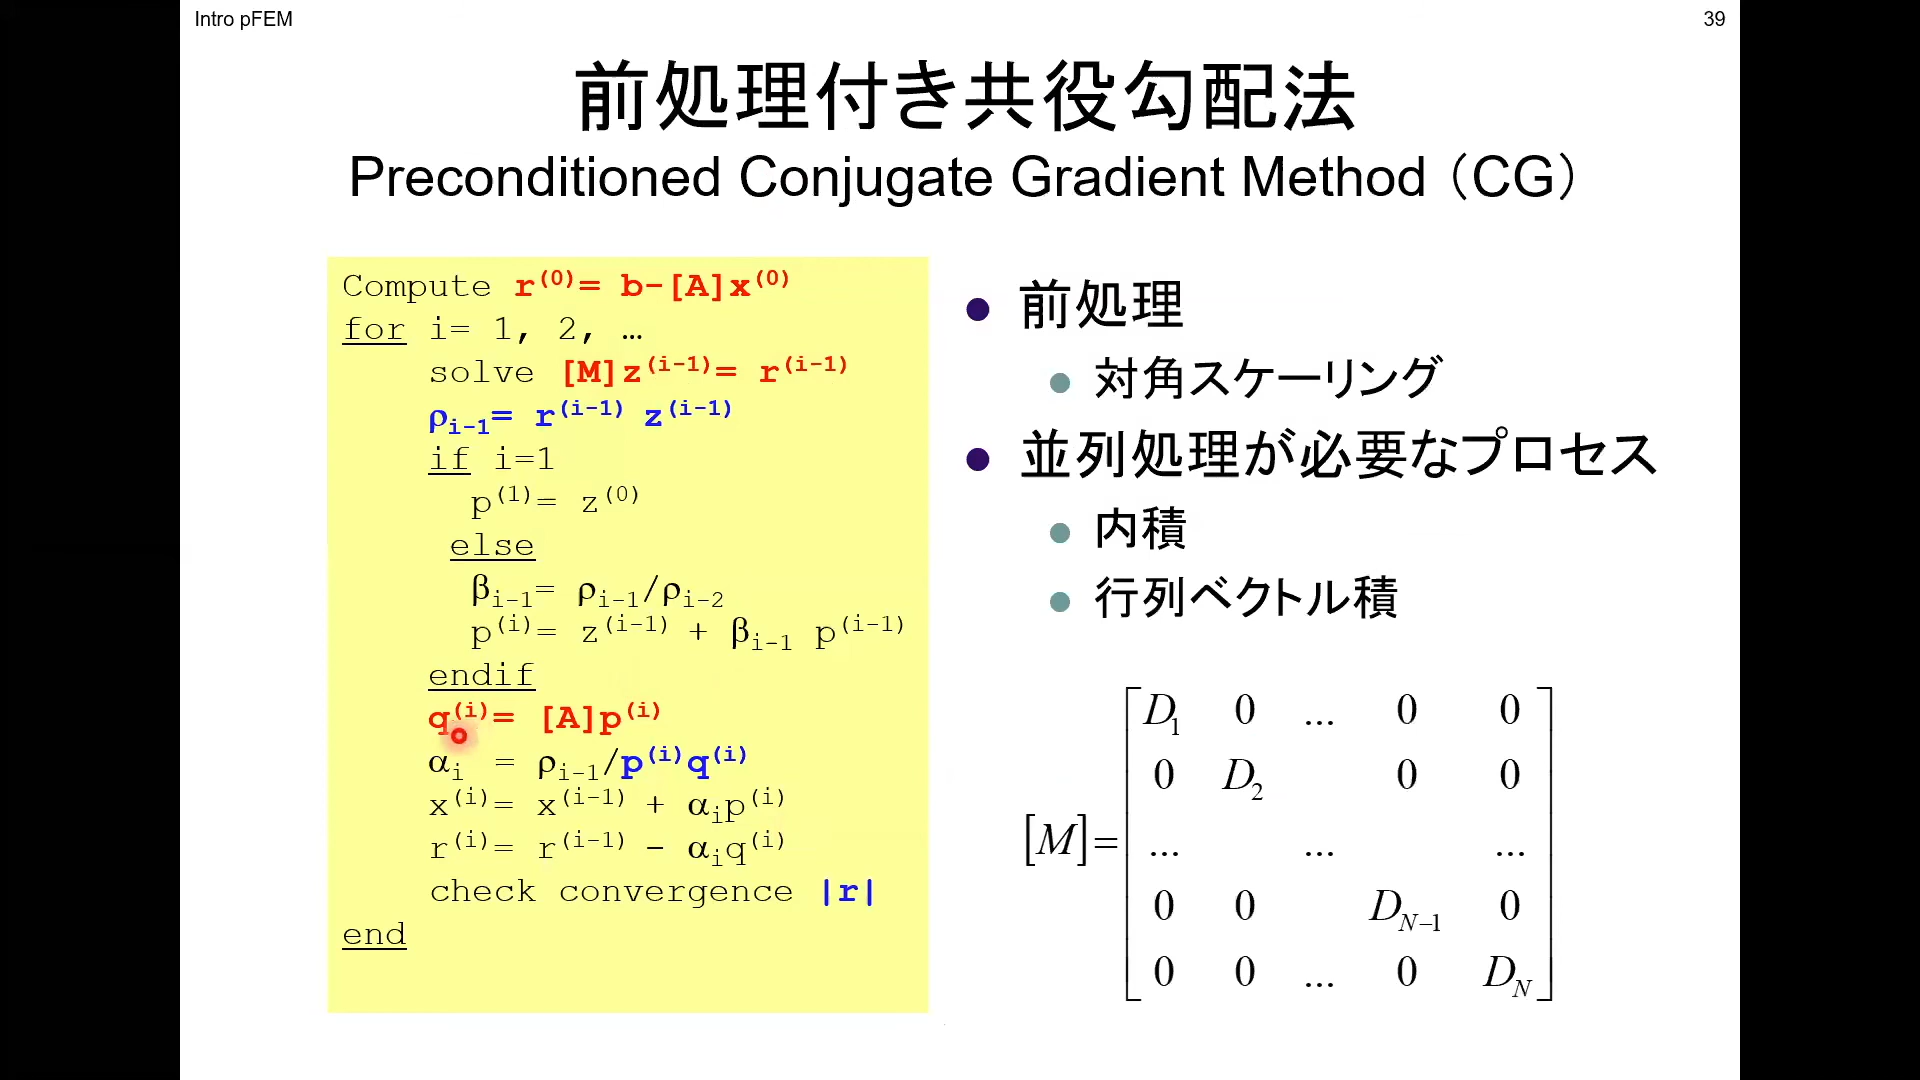 Intro pFEM
39
前処理付き共役勾配法
Preconditioned Conjugate Gradient Method（CG）
Compute r(0)= b-[A]x(0)
for i= 1, 2, …
solve [M]z(i-1)= r(i-1)
ρi-1= r(i-1) z(i-1)
if i=1
p(1)= z(0)
else
βi-1= ρi-1/ρi-2
p(i)= z(i-1) + βi-1 p(i-1)
endif
q(i)= [A]p(i)
αi = ρi-1/p(i)q(i)
x(i)= x(i-1) + αip(i)
r(i)= r(i-1) - αiq(i)
check convergence |r|
end
前処理
対角スケーリング
並列処理が必要なプロセス
内積
行列ベクトル積
D1 0 ... 0 0
0 D2 0 0
[M]= ... ... ...
0 0 DN-1 0
0 0 ... 0 DN